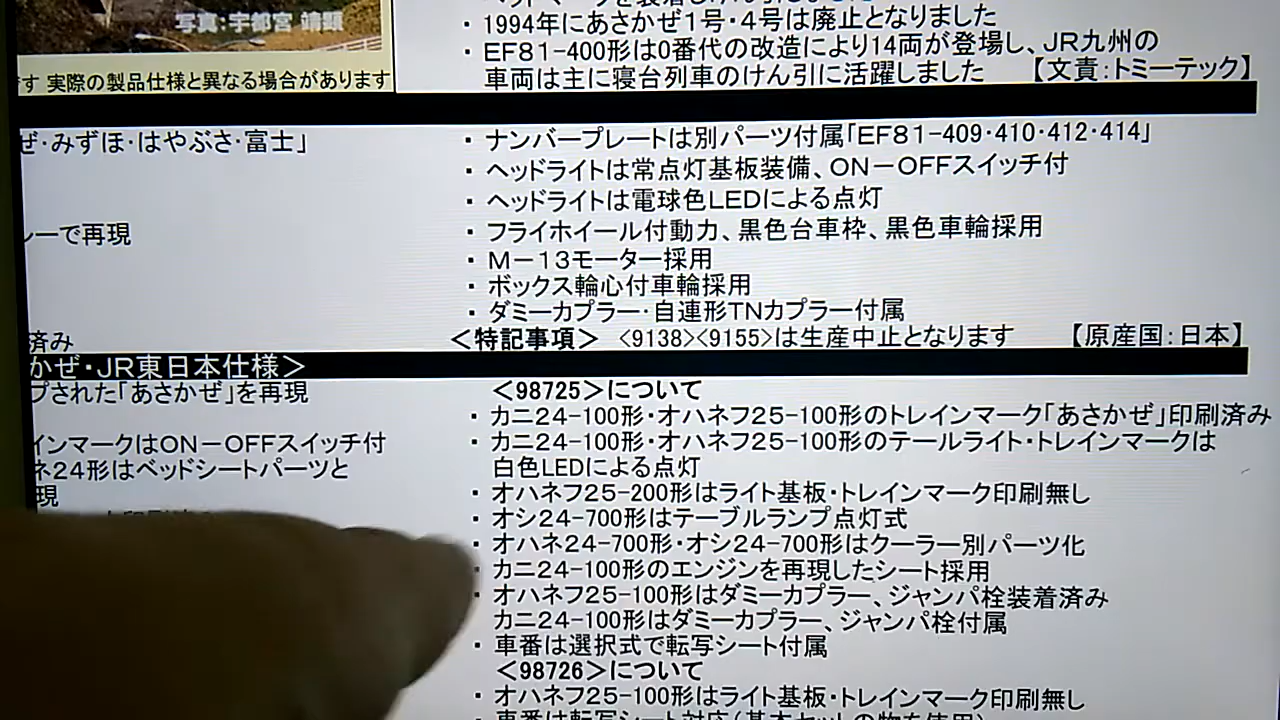 写真:宇都宮 靖顕
す 実際の製品仕様と異なる場合があります
・1994年にあさかぜ1号・4号は廃止となりました
・EF81-400形は0番代の改造により14両が登場し、JR九州の
車両は主に寝台列車のけん引に活躍しました 【文責:トミーテック】
ぜ・みずほ・はやぶさ・富士」
レーで再現
済み
・ナンバープレートは別パーツ付属「EF81-409・410・412・414」
・ヘッドライトは常点灯基板装備、ON-OFFスイッチ付
・ヘッドライトは電球色LEDによる点灯
・フライホイール付動力、黒色台車枠、黒色車輪採用
・M-13モーター採用
・ボックス輪心付車輪採用
・ダミーカプラー・自連形TNカプラー付属
<特記事項> <9138><9155>は生産中止となります 【原産国:日本】
かぜ・JR東日本仕様>
プされた「あさかぜ」を再現
インマークはON-OFFスイッチ付
ネ24形はベッドシートパーツと
現
<98725>について
・カニ24-100形・オハネフ25-100形のトレインマーク「あさかぜ」印刷済み
・カニ24-100形・オハネフ25-100形のテールライト・トレインマークは
白色LEDによる点灯
・オハネフ25-200形はライト基板・トレインマーク印刷無し
・オシ24-700形はテーブルランプ点灯式
・オハネ24-700形・オシ24-700形はクーラー別パーツ化
・カニ24-100形のエンジンを再現したシート採用
・オハネフ25-100形はダミーカプラー、ジャンパ栓装着済み
カニ24-100形はダミーカプラー、ジャンパ栓付属
・車番は選択式で転写シート付属
<98726>について
・オハネフ25-100形はライト基板・トレインマーク印刷無し
・車番は転写シート対応(基本セットの物を使用)